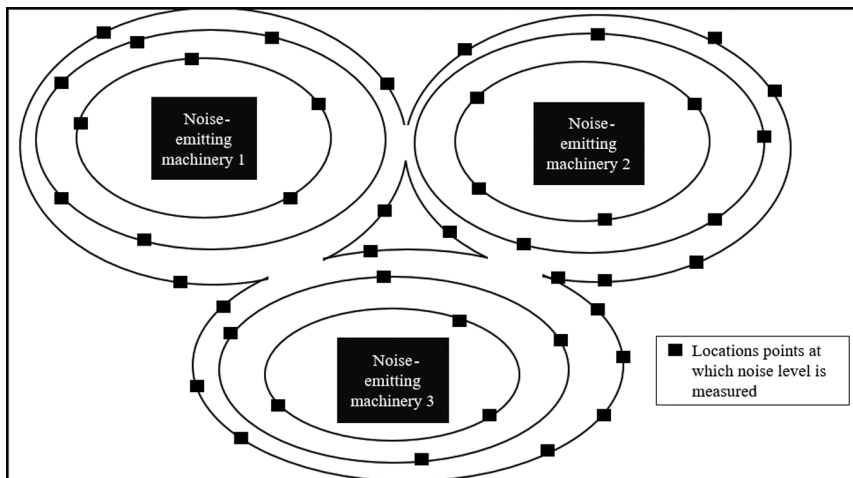 Noise-
emitting
machinery 1
Noise-
emitting
machinery 2
Noise-
emitting
machinery 3
Locations points at
which noise level is
measured